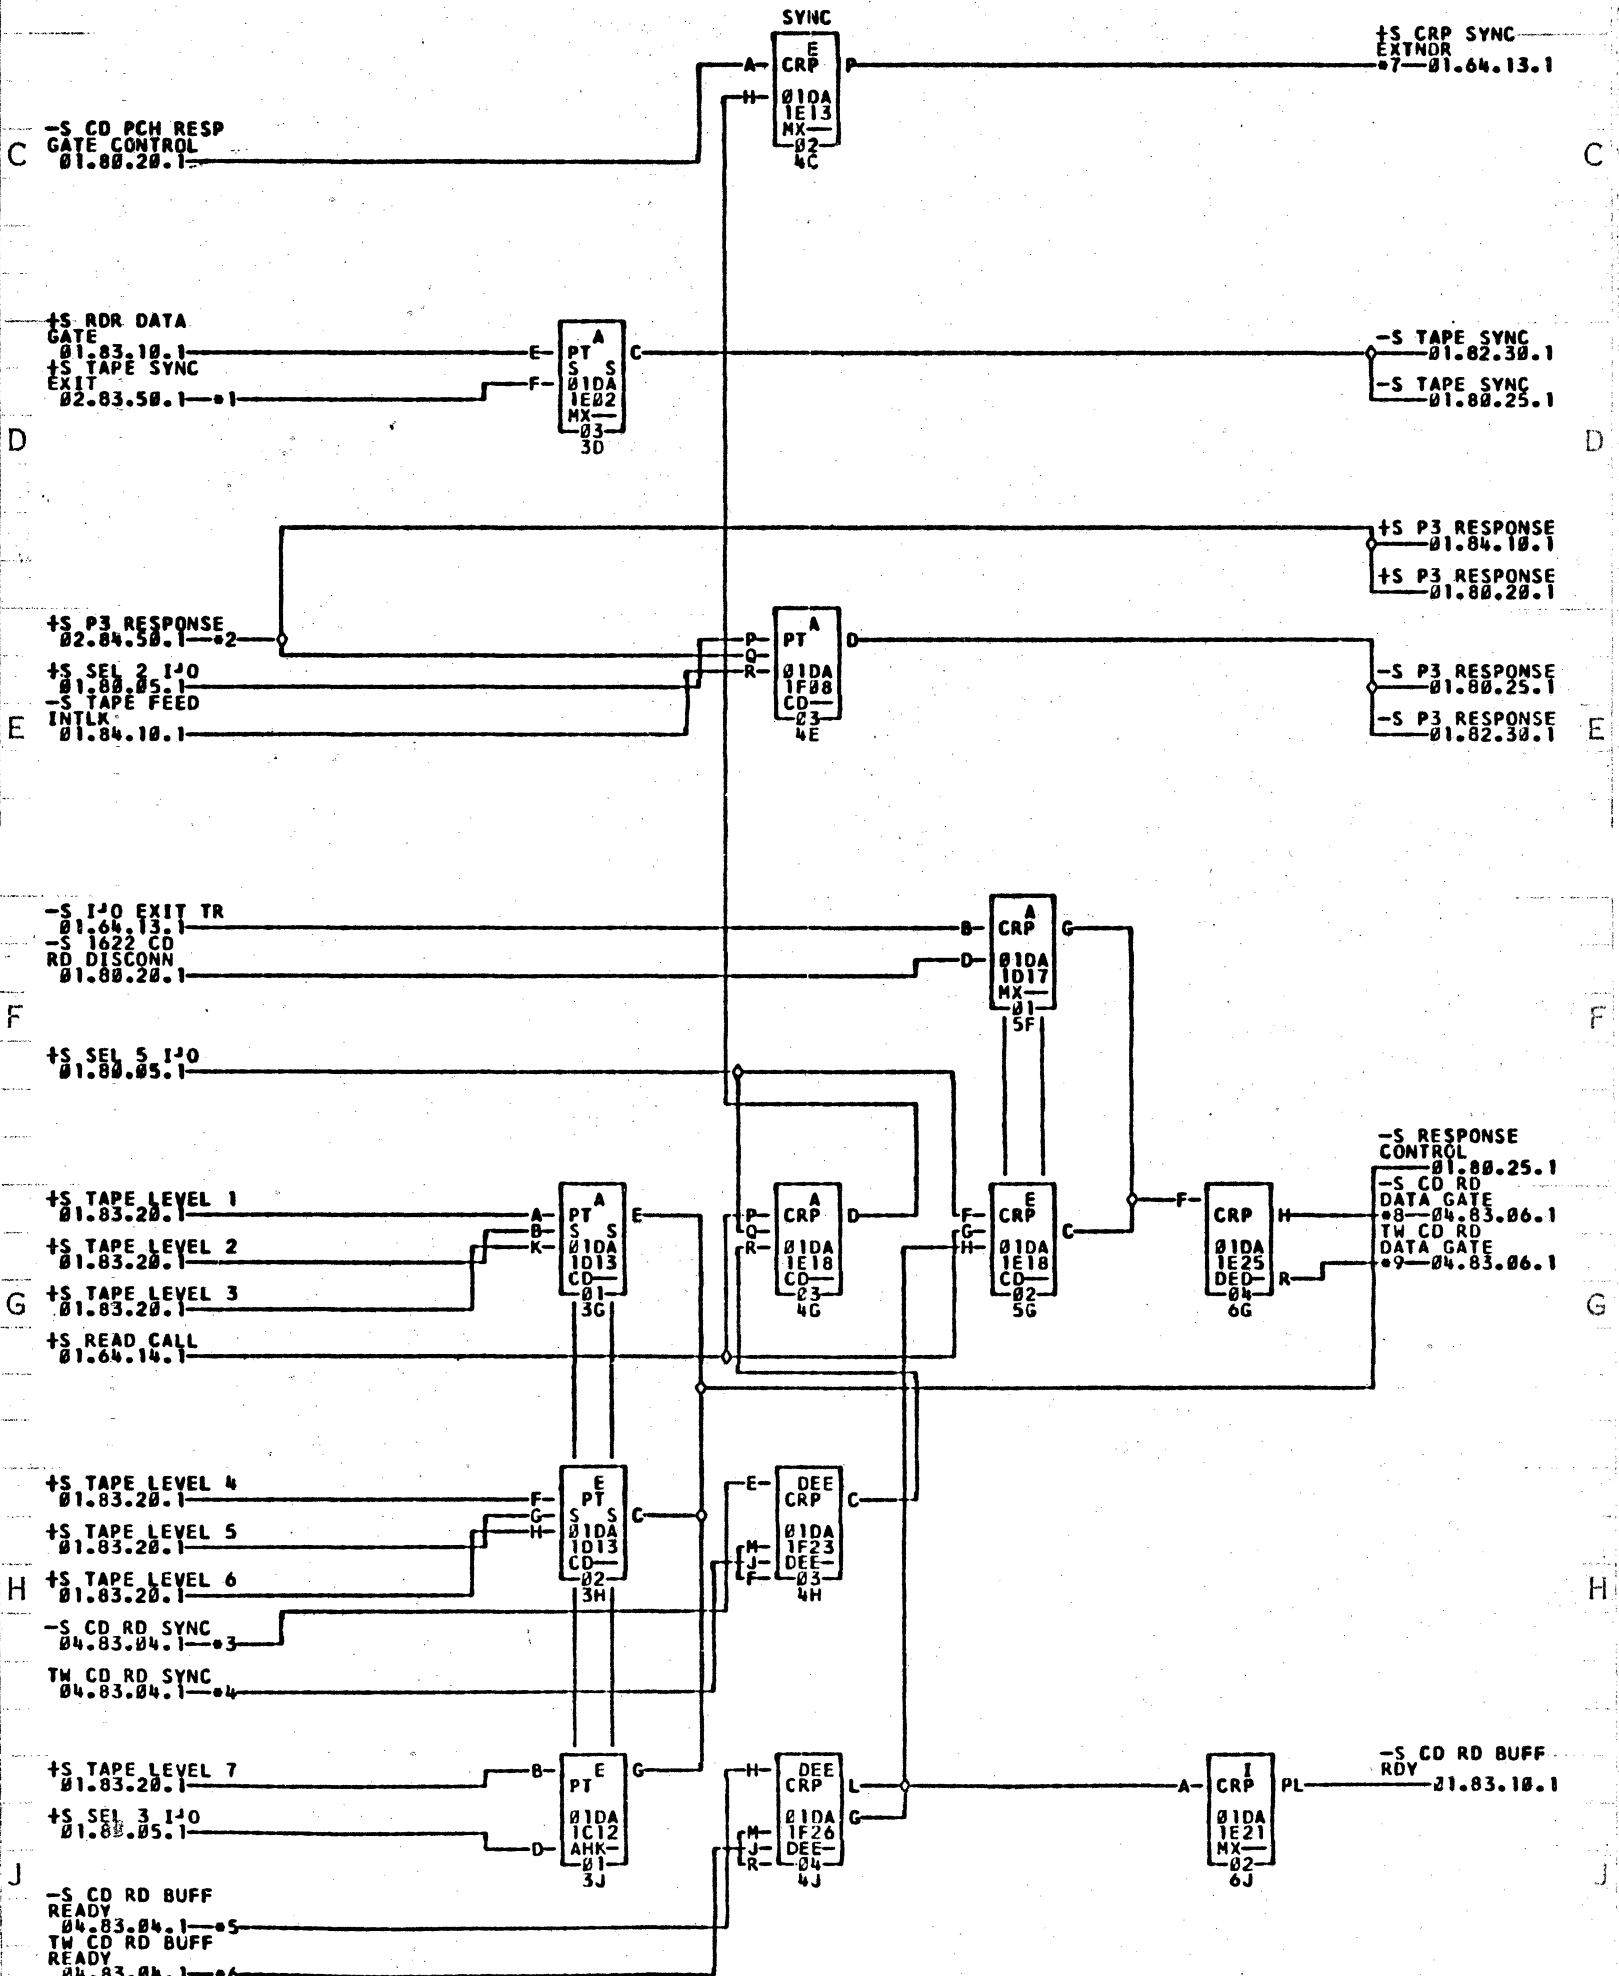 SYNC
E
A CRP P
H 01DA
1E13
MX
02
4C
+S CRP SYNC
EXTNDR
*7 01.64.13.1
-S CD PCH RESP
GATE CONTROL
01.80.20.1
C C
+S RDR DATA
GATE
01.83.10.1
+S TAPE SYNC
EXIT
02.83.50.1 *1
A
E PT C
S S
F 01DA
1E02
MX
03
3D
-S TAPE SYNC
01.82.30.1
-S TAPE SYNC
01.80.25.1
D D
+S P3 RESPONSE
01.84.10.1
+S P3 RESPONSE
01.80.20.1
+S P3 RESPONSE
02.84.50.1 *2
+S SEL 2 I-O
01.80.05.1
-S TAPE FEED
INTLK
01.84.10.1
A
P PT D
Q
R 01DA
1F08
CD
03
4E
-S P3 RESPONSE
01.80.25.1
-S P3 RESPONSE
01.82.30.1
E E
-S I-O EXIT TR
01.64.13.1
-S 1622 CD
RD DISCONN
01.80.20.1
A
B CRP G
D 01DA
1D17
MX
01
5F
F F
+S SEL 5 I-O
01.80.05.1
+S TAPE LEVEL 1
01.83.20.1
+S TAPE LEVEL 2
01.83.20.1
+S TAPE LEVEL 3
01.83.20.1
+S READ CALL
01.64.14.1
A
A PT E
B S S
K 01DA
1D13
CD
01
3G
A
P CRP D
Q
R 01DA
1E18
CD
03
4G
E
F CRP
G C
H 01DA
1E18
CD
02
5G
F
CRP H
01DA
1E25
DED R
04
6G
-S RESPONSE
CONTROL
01.80.25.1
-S CD RD
DATA GATE
*8 04.83.06.1
TW CD RD
DATA GATE
*9 04.83.06.1
G G
+S TAPE LEVEL 4
01.83.20.1
+S TAPE LEVEL 5
01.83.20.1
+S TAPE LEVEL 6
01.83.20.1
-S CD RD SYNC
04.83.04.1 *3
TW CD RD SYNC
04.83.04.1 *4
E
F PT
G S S C
H 01DA
1D13
CD
02
3H
E DEE
CRP C
01DA
M 1F23
J DEE
F 03
4H
H H
+S TAPE LEVEL 7
01.83.20.1
+S SEL 3 I-O
01.80.05.1
B E G
PT
01DA
1C12
D AHK
01
3J
H DEE
CRP L
01DA G
M 1F26
J DEE
R 04
4J
I
A CRP PL
01DA
1E21
MX
02
6J
-S CD RD BUFF
RDY
01.83.10.1
J J
-S CD RD BUFF
READY
04.83.04.1 *5
TW CD RD BUFF
READY
04.83.04.1 *6